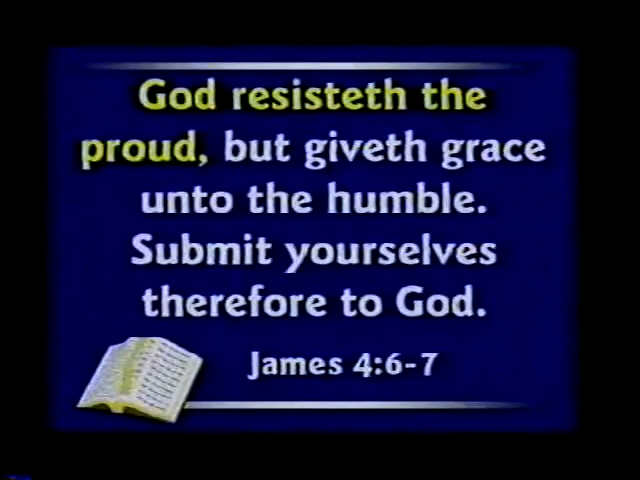 God resisteth the
proud, but giveth grace
unto the humble.
Submit yourselves
therefore to God.
James 4:6-7